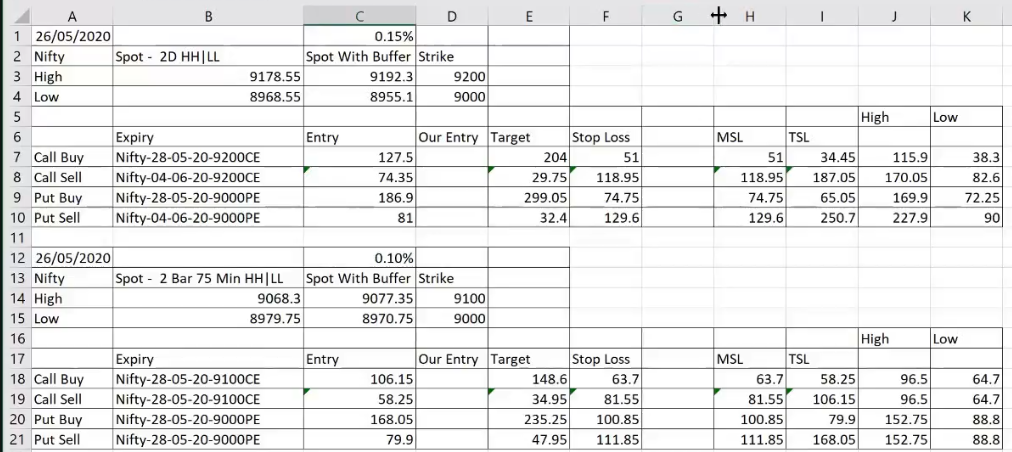 A B C D E F G H I J K
1 26/05/2020 0.15%
2 Nifty Spot - 2D HH|LL Spot With Buffer Strike
3 High 9178.55 9192.3 9200
4 Low 8968.55 8955.1 9000
5 High Low
6 Expiry Entry Our Entry Target Stop Loss MSL TSL
7 Call Buy Nifty-28-05-20-9200CE 127.5 204 51 51 34.45 115.9 38.3
8 Call Sell Nifty-04-06-20-9200CE 74.35 29.75 118.95 118.95 187.05 170.05 82.6
9 Put Buy Nifty-28-05-20-9000PE 186.9 299.05 74.75 74.75 65.05 169.9 72.25
10 Put Sell Nifty-04-06-20-9000PE 81 32.4 129.6 129.6 250.7 227.9 90
11
12 26/05/2020 0.10%
13 Nifty Spot - 2 Bar 75 Min HH|LL Spot With Buffer Strike
14 High 9068.3 9077.35 9100
15 Low 8979.75 8970.75 9000
16 High Low
17 Expiry Entry Our Entry Target Stop Loss MSL TSL
18 Call Buy Nifty-28-05-20-9100CE 106.15 148.6 63.7 63.7 58.25 96.5 64.7
19 Call Sell Nifty-28-05-20-9100CE 58.25 34.95 81.55 81.55 106.15 96.5 64.7
20 Put Buy Nifty-28-05-20-9000PE 168.05 235.25 100.85 100.85 79.9 152.75 88.8
21 Put Sell Nifty-28-05-20-9000PE 79.9 47.95 111.85 111.85 168.05 152.75 88.8